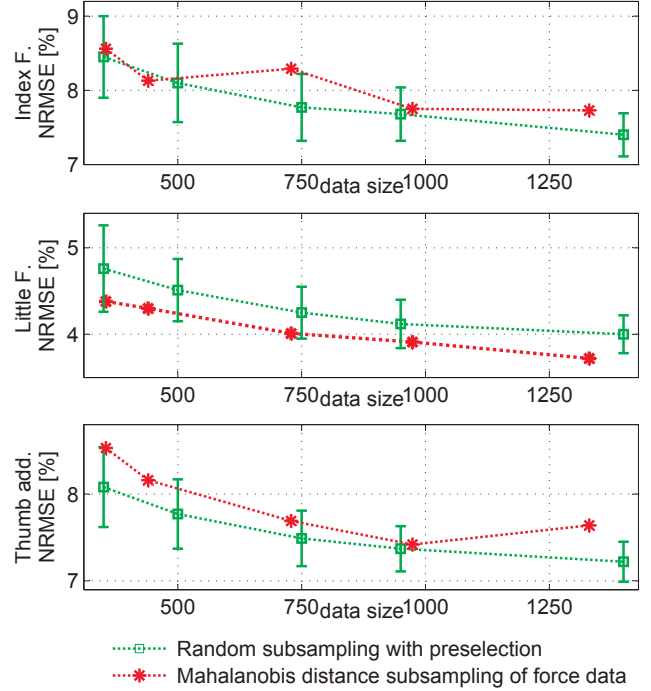 Index F.
NRMSE [%]
9
8
7
500
750
data size
1000
1250
Little F.
NRMSE [%]
5
4
500
750
data size
1000
1250
Thumb add.
NRMSE [%]
8
7
500
750
data size
1000
1250
Random subsampling with preselection
Mahalanobis distance subsampling of force data